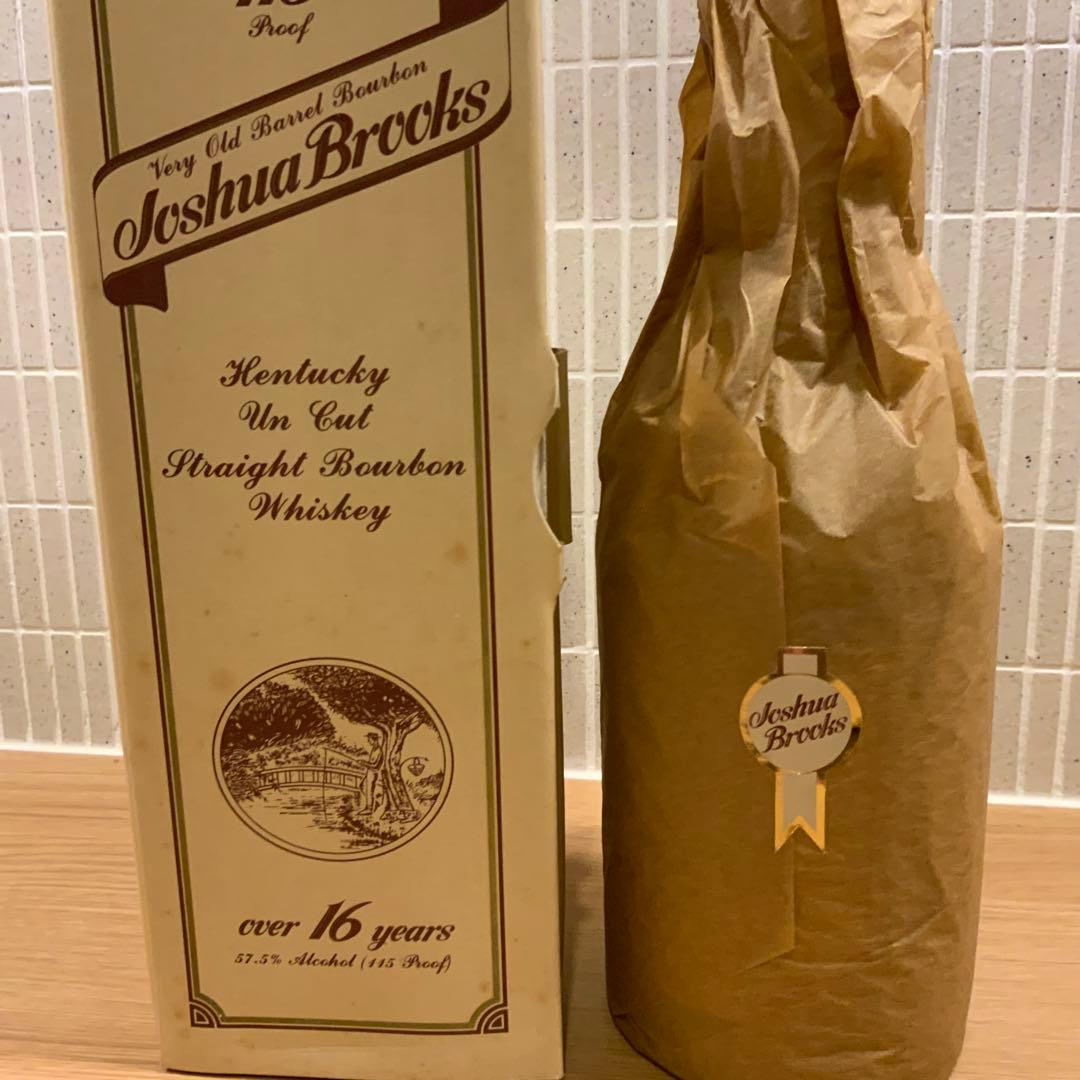 Proof
Very Old Barrel Bourbon
Joshua Brooks
Kentucky
Un Cut
Straight Bourbon
Whiskey
over 16 years
57.5% Alcohol (115 Proof)
Joshua
Brooks